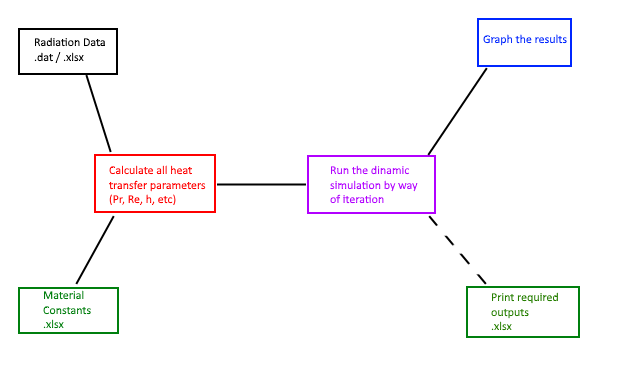 Radiation Data
.dat / .xlsx
Graph the results
Calculate all heat
transfer parameters
(Pr, Re, h, etc)
Run the dinamic
simulation by way
of iteration
Material
Constants
.xlsx
Print required
outputs
.xlsx